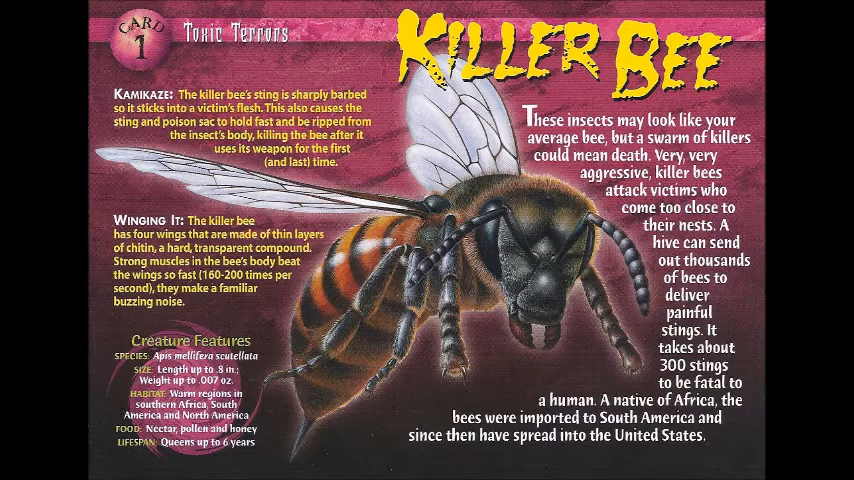 CARD
1
Toxic Terrors
KILLER BEE
KAMIKAZE: The killer bee's sting is sharply barbed
so it sticks into a victim's flesh. This also causes the
sting and poison sac to hold fast and be ripped from
the insect's body, killing the bee after it
uses its weapon for the first
(and last) time.
WINGING IT: The killer bee
has four wings that are made of thin layers
of chitin, a hard, transparent compound.
Strong muscles in the bee's body beat
the wings so fast (160-200 times per
second), they make a familiar
buzzing noise.
Creature Features
SPECIES: Apis mellifera scutellata
SIZE: Length up to .8 in.;
Weight up to .007 oz.
HABITAT: Warm regions in
southern Africa, South
America and North America
FOOD: Nectar, pollen and honey
LIFESPAN: Queens up to 6 years
These insects may look like your
average bee, but a swarm of killers
could mean death. Very, very
aggressive, killer bees
attack victims who
come too close to
their nests. A
hive can send
out thousands
of bees to
deliver
painful
stings. It
takes about
300 stings
to be fatal to
a human. A native of Africa, the
bees were imported to South America and
since then have spread into the United States.